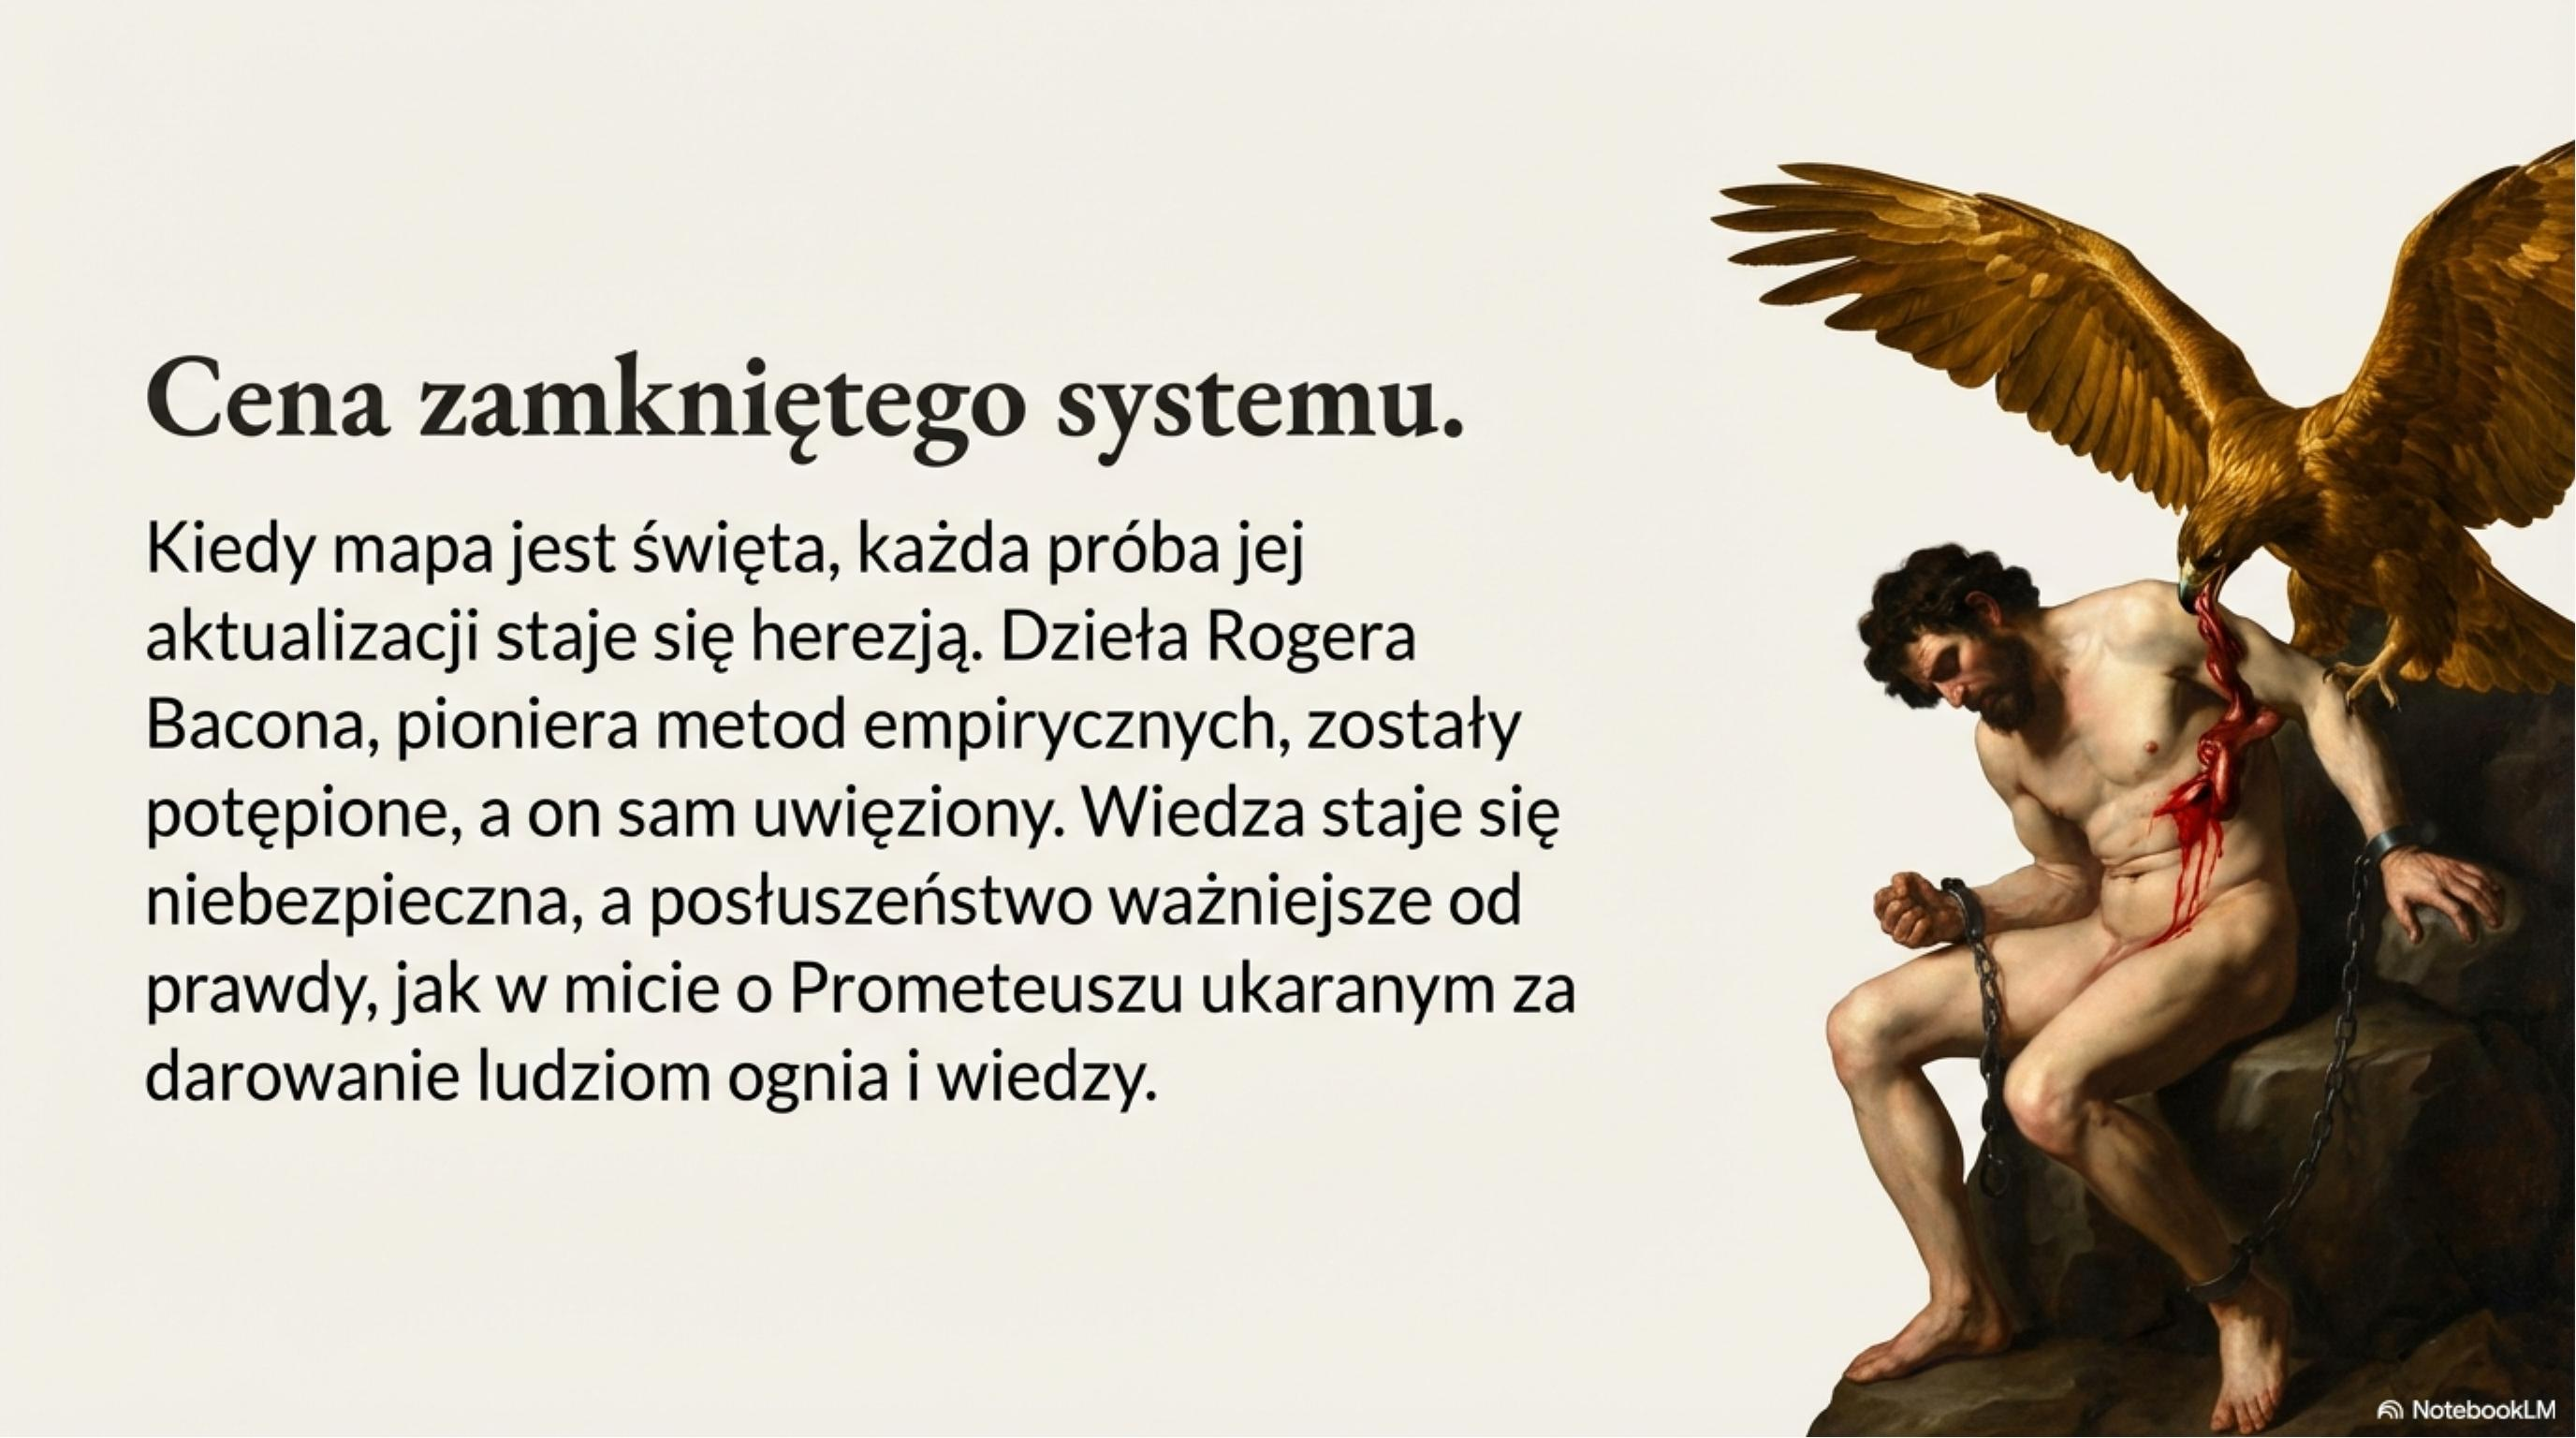 Cena zamkniętego systemu.
Kiedy mapa jest święta, każda próba jej
aktualizacji staje się herezją. Dzieła Rogera
Bacona, pioniera metod empirycznych, zostały
potępione, a on sam uwięziony. Wiedza staje się
niebezpieczna, a posłuszeństwo ważniejsze od
prawdy, jak w micie o Prometeuszu ukaranym za
darowanie ludziom ognia i wiedzy.
NotebookLM